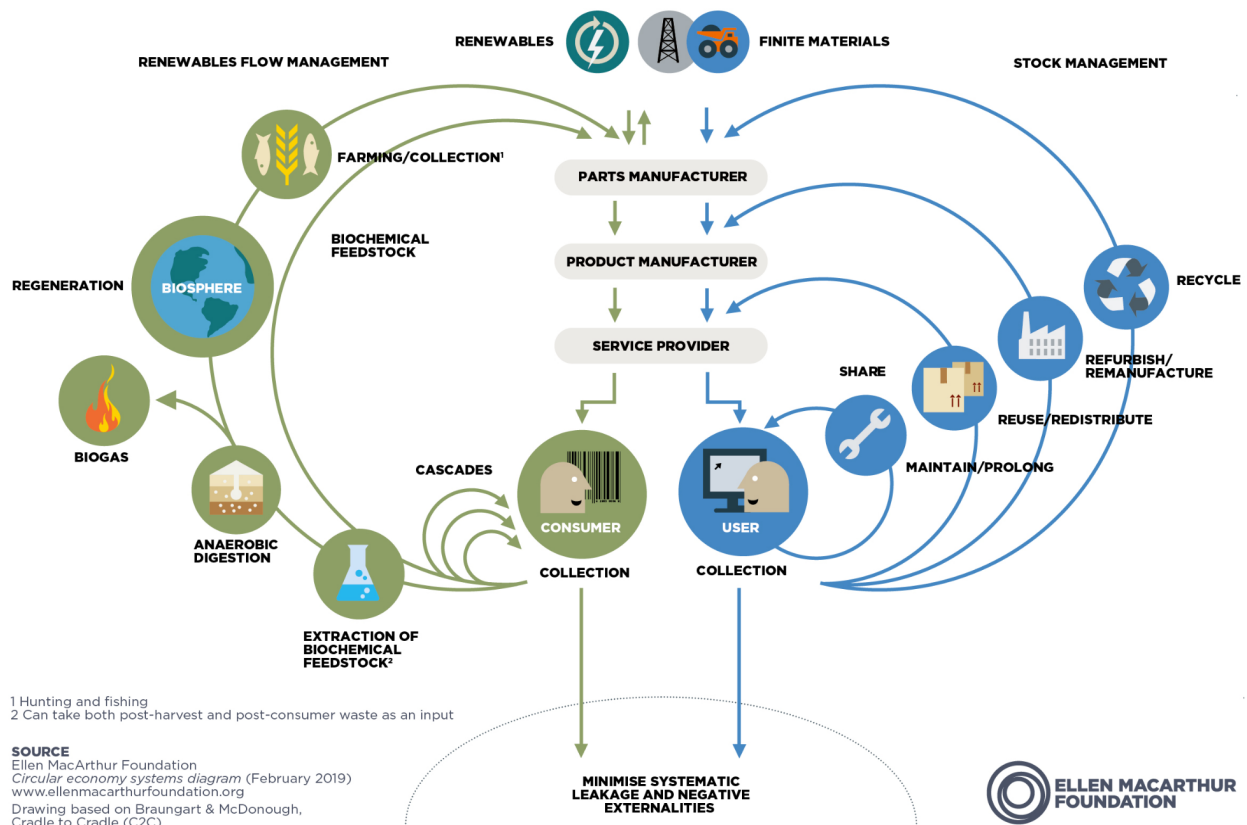 RENEWABLES
FINITE MATERIALS
RENEWABLES FLOW MANAGEMENT
STOCK MANAGEMENT
FARMING/COLLECTION¹
PARTS MANUFACTURER
BIOCHEMICAL
FEEDSTOCK
PRODUCT MANUFACTURER
REGENERATION
BIOSPHERE
RECYCLE
SERVICE PROVIDER
SHARE
REFURBISH/
REMANUFACTURE
REUSE/REDISTRIBUTE
BIOGAS
CASCADES
MAINTAIN/PROLONG
CONSUMER
USER
ANAEROBIC
DIGESTION
COLLECTION
COLLECTION
EXTRACTION OF
BIOCHEMICAL
FEEDSTOCK²
1 Hunting and fishing
2 Can take both post-harvest and post-consumer waste as an input
SOURCE
Ellen MacArthur Foundation
Circular economy systems diagram (February 2019)
www.ellenmacarthurfoundation.org
Drawing based on Braungart & McDonough,
Cradle to Cradle (C2C)
MINIMISE SYSTEMATIC
LEAKAGE AND NEGATIVE
EXTERNALITIES
ELLEN MACARTHUR
FOUNDATION